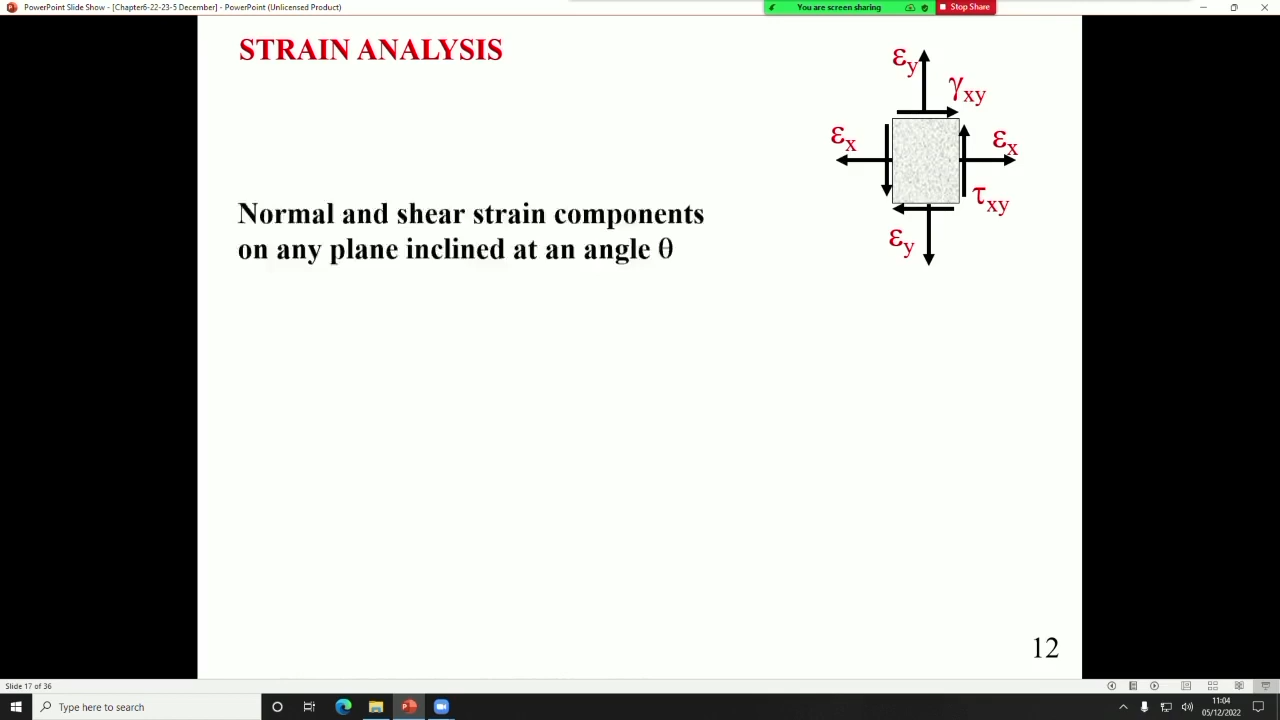 PowerPoint Slide Show - [Chapter6-22-23-5 December] - PowerPoint (Unlicensed Product)
You are screen sharing
Stop Share
STRAIN ANALYSIS
εy
γxy
εx
εx
τxy
εy
Normal and shear strain components
on any plane inclined at an angle θ
12
Slide 17 of 36
Type here to search
11:04
05/12/2022